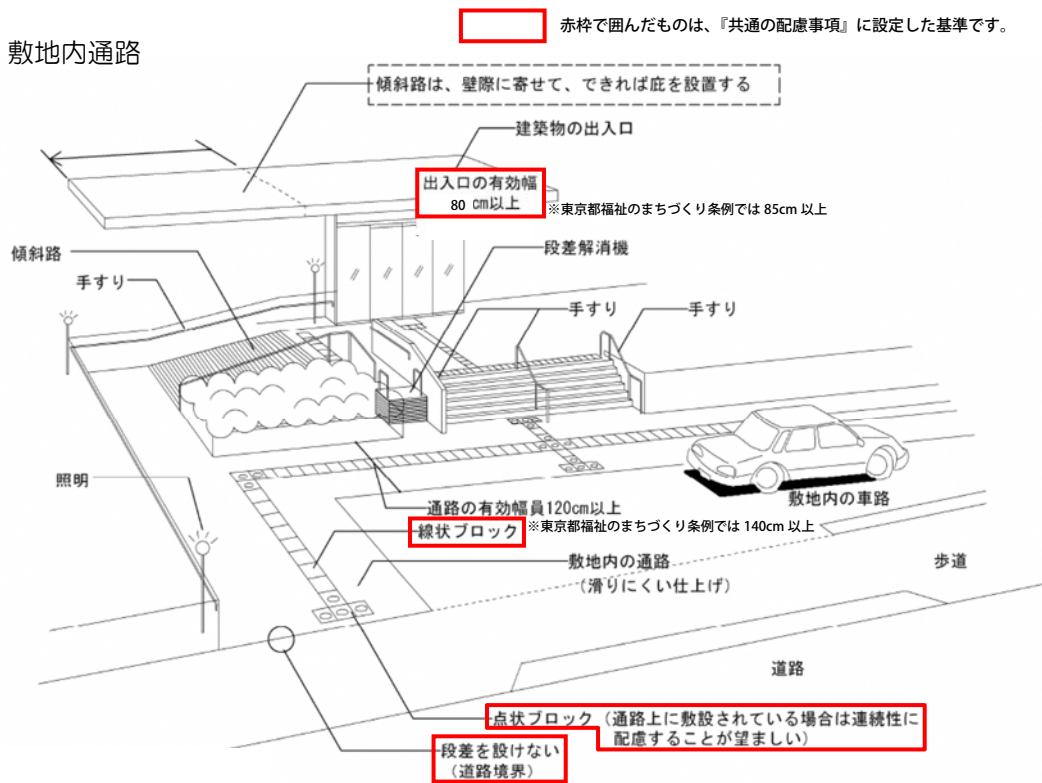 赤枠で囲んだものは、『共通の配慮事項』に設定した基準です。
敷地内通路
傾斜路は、壁際に寄せて、できれば庇を設置する
建築物の出入口
出入口の有効幅
80 cm以上
※東京都福祉のまちづくり条例では 85cm 以上
段差解消機
傾斜路
手すり
手すり
手すり
照明
通路の有効幅員120cm以上
敷地内の車路
線状ブロック
※東京都福祉のまちづくり条例では 140cm 以上
敷地内の通路
(滑りにくい仕上げ)
歩道
道路
点状ブロック (通路上に敷設されている場合は連続性に
配慮することが望ましい)
段差を設けない
(道路境界)